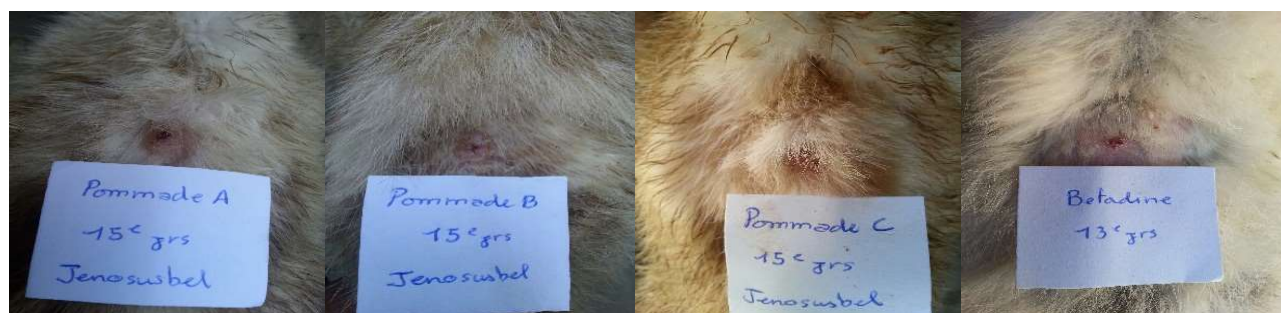 Pommade A
15e jrs
Jenosusbel
Pommade B
15e jrs
Jenosusbel
Pommade C
15e jrs
Jenosusbel
Betadine
13e jrs